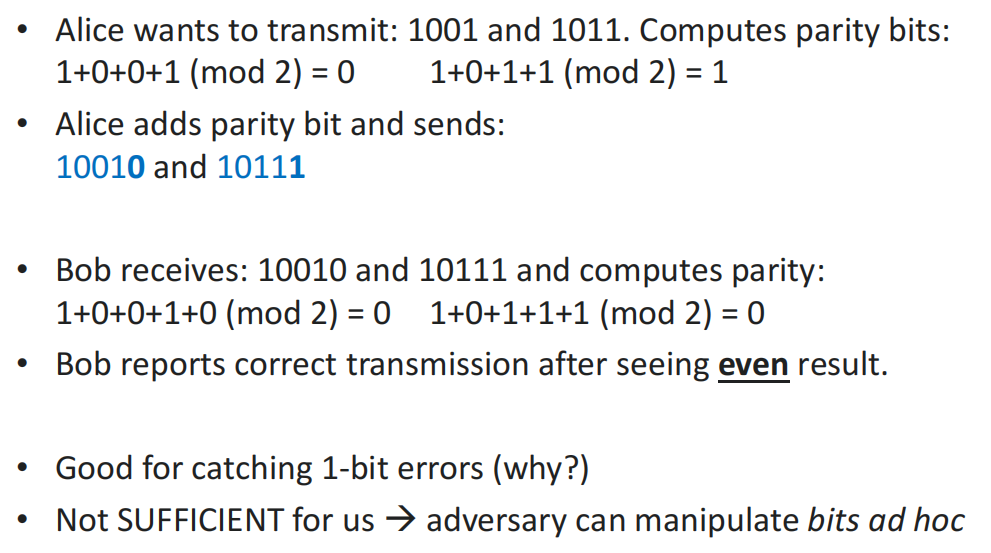 • Alice wants to transmit: 1001 and 1011. Computes parity bits:
1+0+0+1 (mod 2) = 0 1+0+1+1 (mod 2) = 1
• Alice adds parity bit and sends:
10010 and 10111
• Bob receives: 10010 and 10111 and computes parity:
1+0+0+1+0 (mod 2) = 0 1+0+1+1+1 (mod 2) = 0
• Bob reports correct transmission after seeing even result.
• Good for catching 1-bit errors (why?)
• Not SUFFICIENT for us → adversary can manipulate bits ad hoc